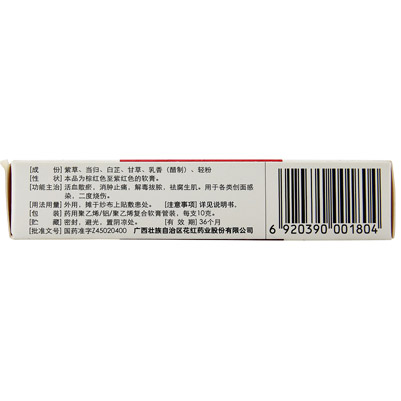 [成 份] 紫草、当归、白芷、甘草、乳香（醋制）、轻粉
[性 状] 本品为棕红色至紫红色的软膏。
[功能主治] 活血散瘀，消肿止痛，解毒拔脓，祛腐生肌。用于各类创面感
染，二度烧伤。
[用法用量] 外用，摊于纱布上贴敷患处。 [注意事项] 详见说明书。
[包 装] 药用聚乙烯/铝/聚乙烯复合软膏管装，每支10克。
[贮 藏] 密封，避光，置阴凉处。 [有 效 期] 36个月
[批准文号] 国药准字Z45020400 广西壮族自治区花红药业股份有限公司
6 920390 001804